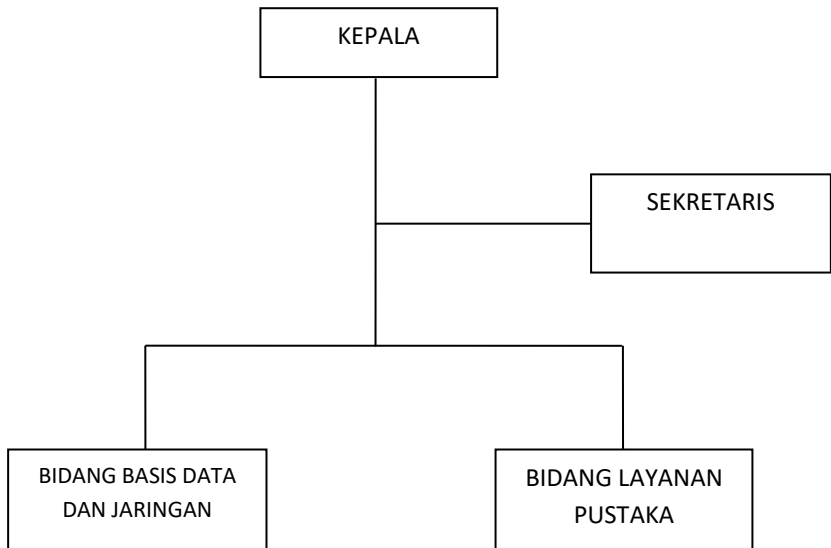 KEPALA
SEKRETARIS
BIDANG BASIS DATA
DAN JARINGAN
BIDANG LAYANAN
PUSTAKA